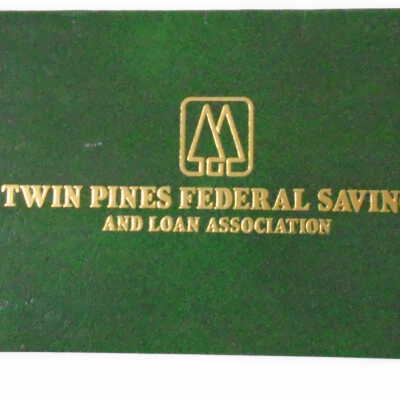 TWIN PINES FEDERAL SAVIN
AND LOAN ASSOCIATION